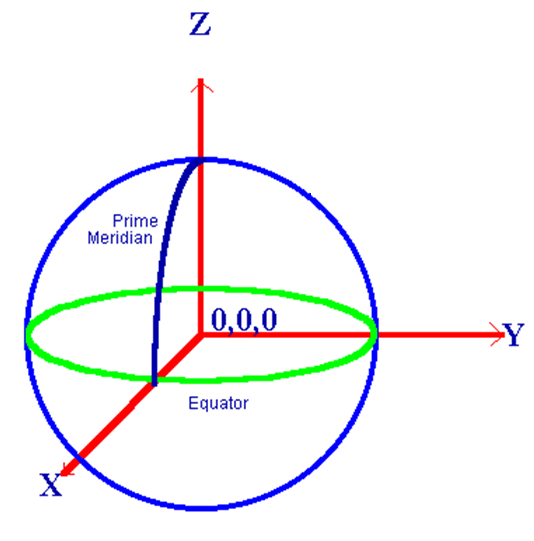 Z
Prime
Meridian
0,0,0
Y
Equator
X